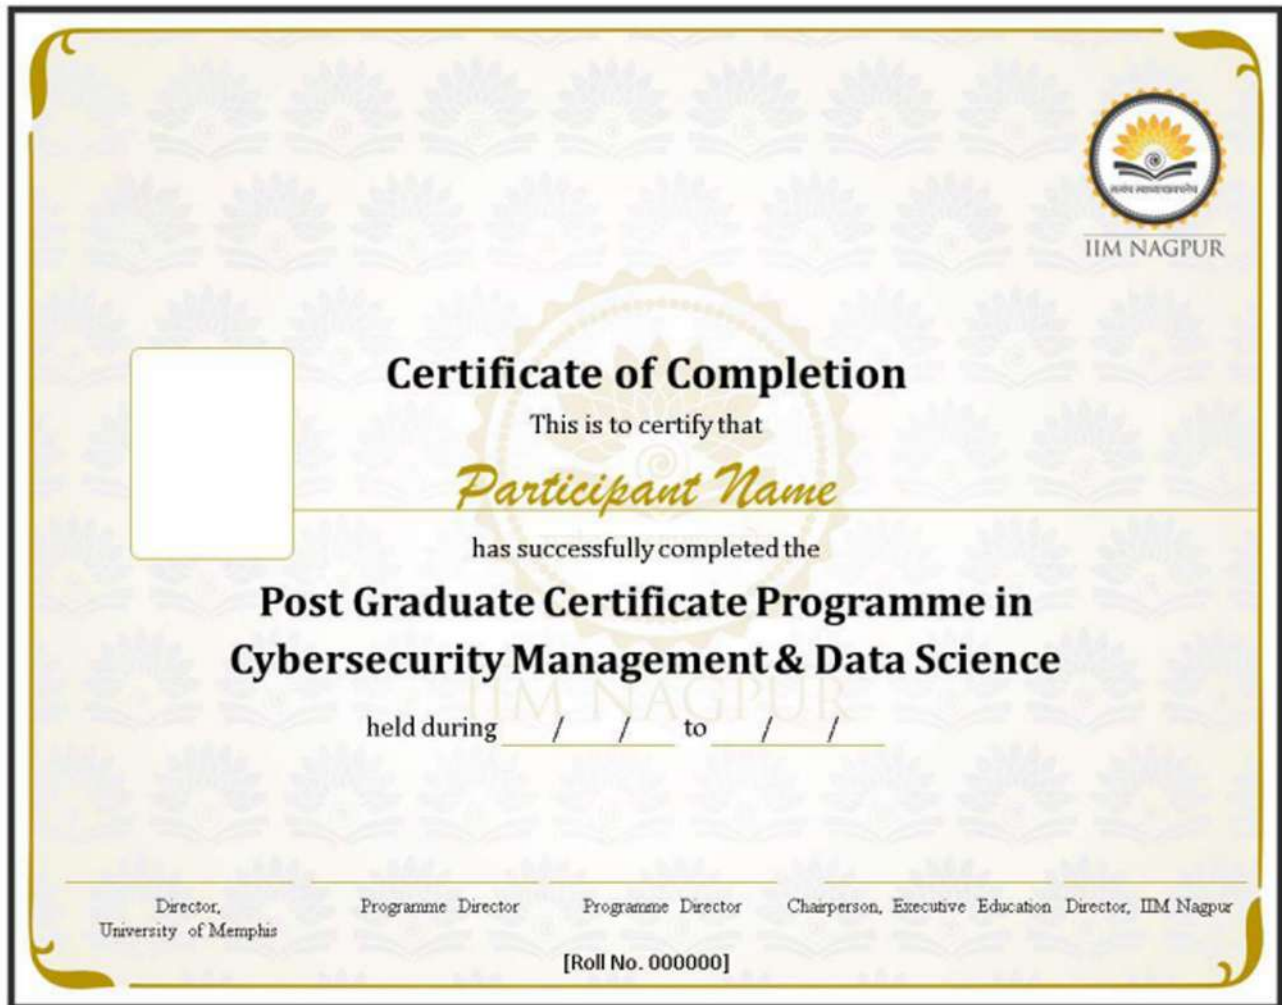 IIM NAGPUR
Certificate of Completion
This is to certify that
Participant Name
has successfully completed the
Post Graduate Certificate Programme in
Cybersecurity Management & Data Science
IIM NAGPUR
held during / / to / /
Director, Programme Director Programme Director Chairperson, Executive Education Director, IIM Nagpur
University of Memphis
[Roll No. 000000]